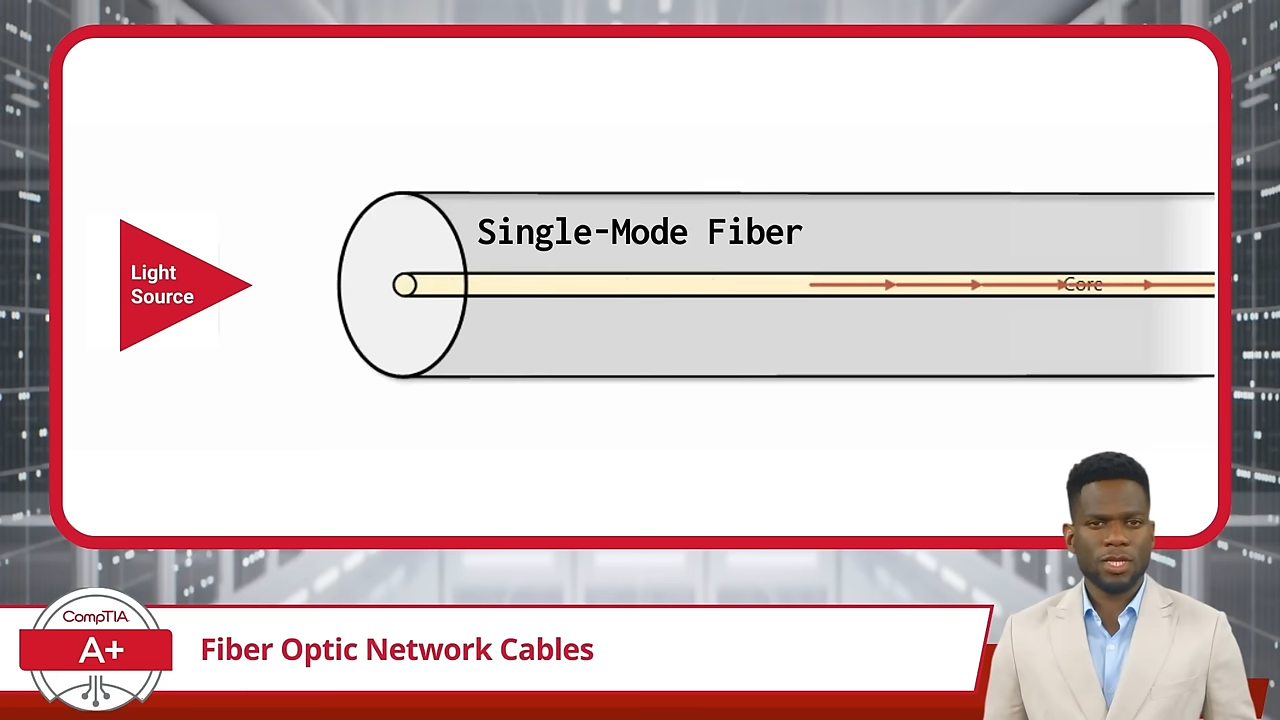 Single-Mode Fiber
Light
Source
Core
CompTIA
A+
Fiber Optic Network Cables